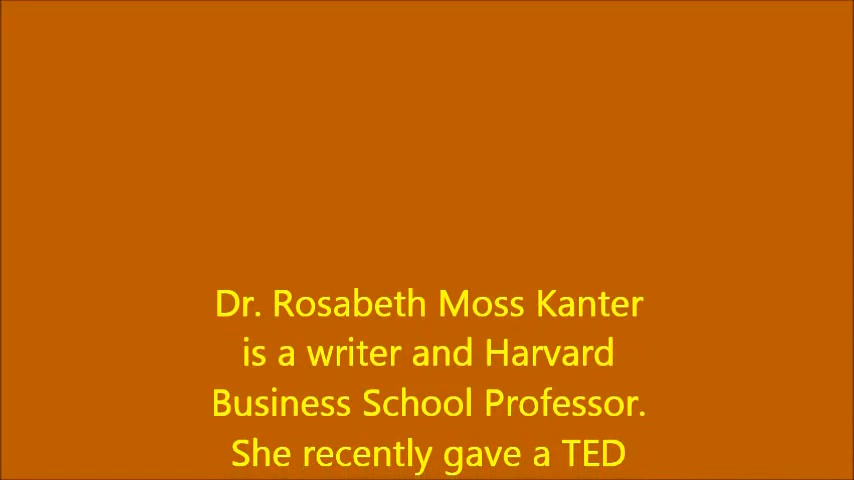 Dr. Rosabeth Moss Kanter
is a writer and Harvard
Business School Professor.
She recently gave a TED